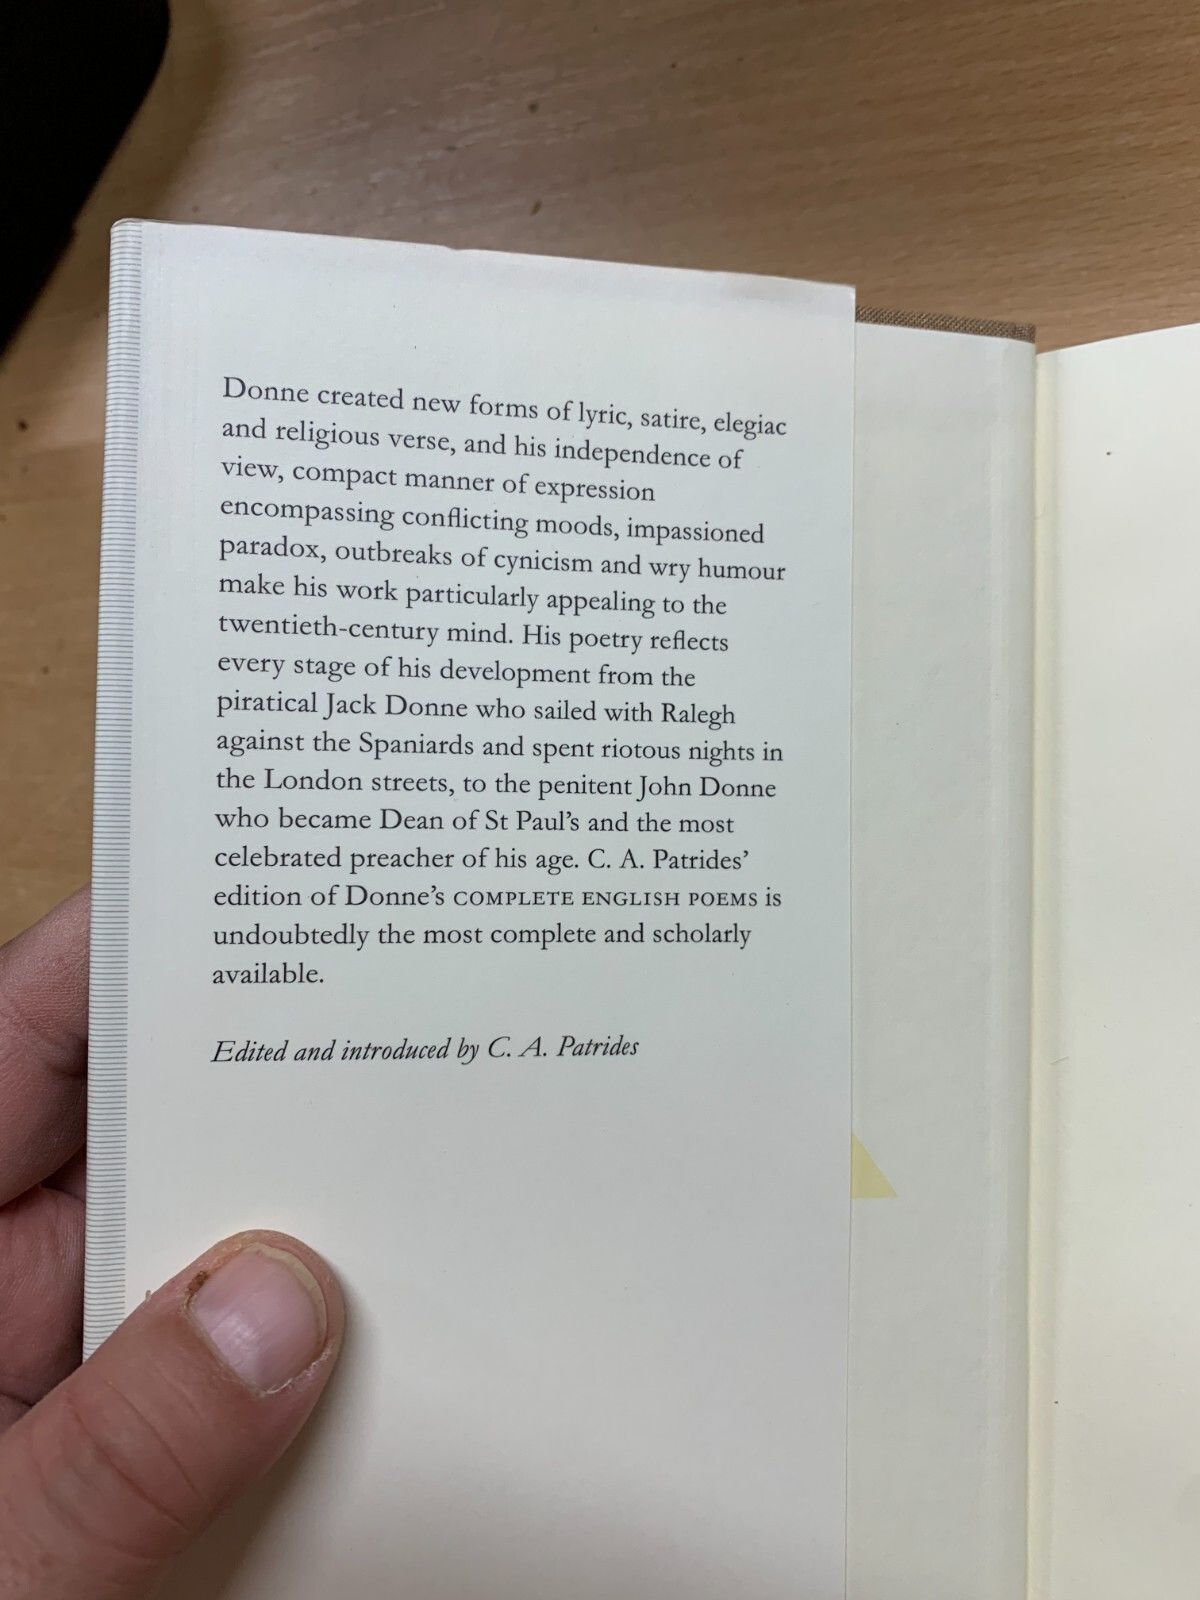 Donne created new forms of lyric, satire, elegiac
and religious verse, and his independence of
view, compact manner of expression
encompassing conflicting moods, impassioned
paradox, outbreaks of cynicism and wry humour
make his work particularly appealing to the
twentieth-century mind. His poetry reflects
every stage of his development from the
piratical Jack Donne who sailed with Ralegh
against the Spaniards and spent riotous nights in
the London streets, to the penitent John Donne
who became Dean of St Paul’s and the most
celebrated preacher of his age. C. A. Patrides’
edition of Donne’s COMPLETE ENGLISH POEMS is
undoubtedly the most complete and scholarly
available.
Edited and introduced by C. A. Patrides